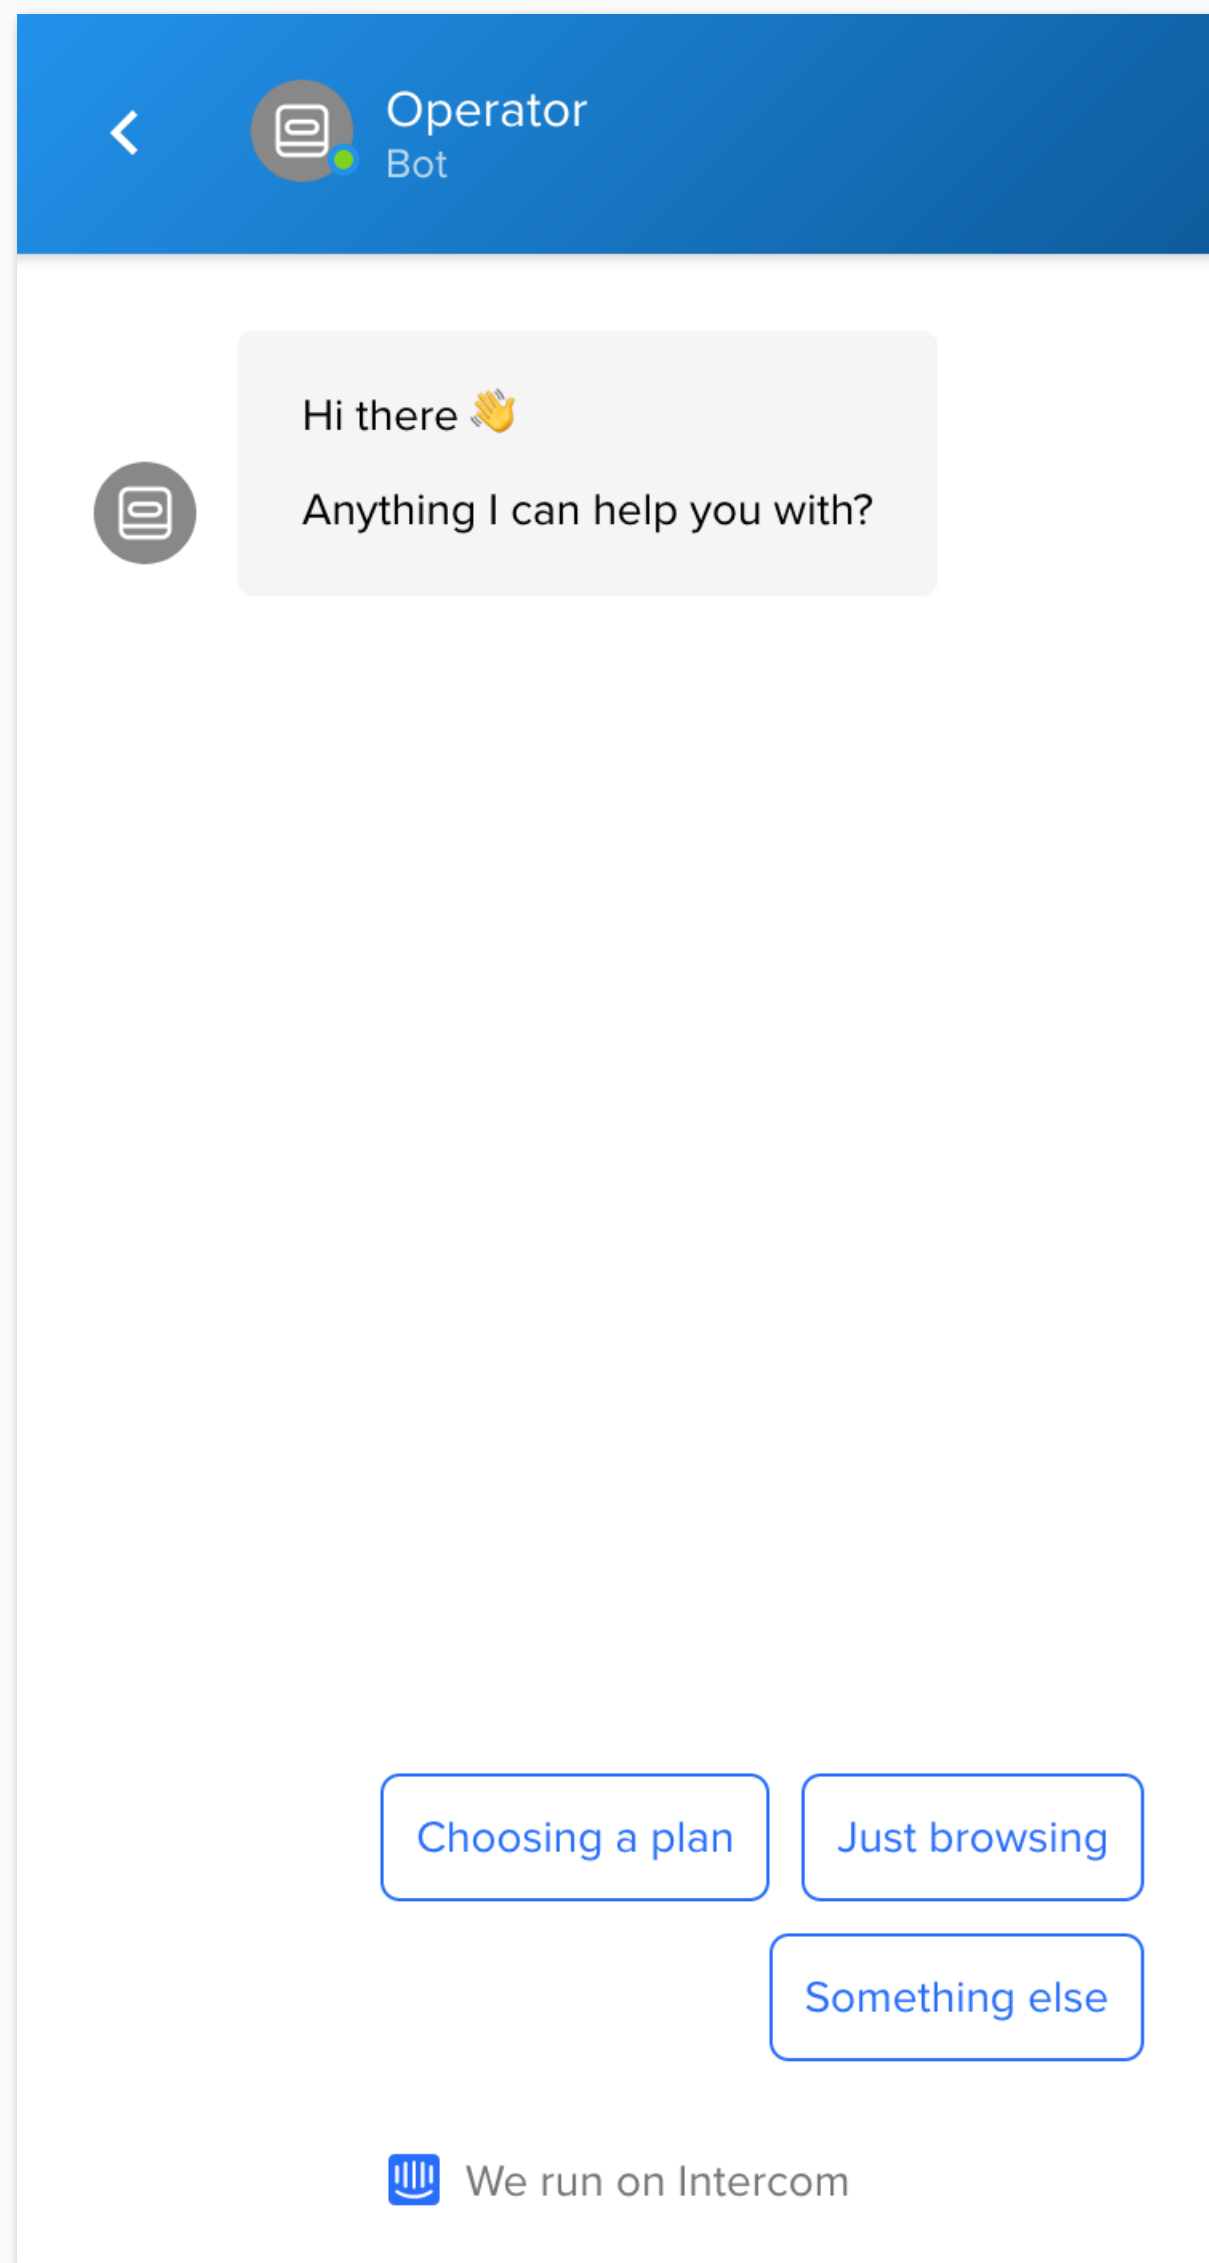 Operator
Bot
Hi there 👋
Anything I can help you with?
Choosing a plan
Just browsing
Something else
We run on Intercom